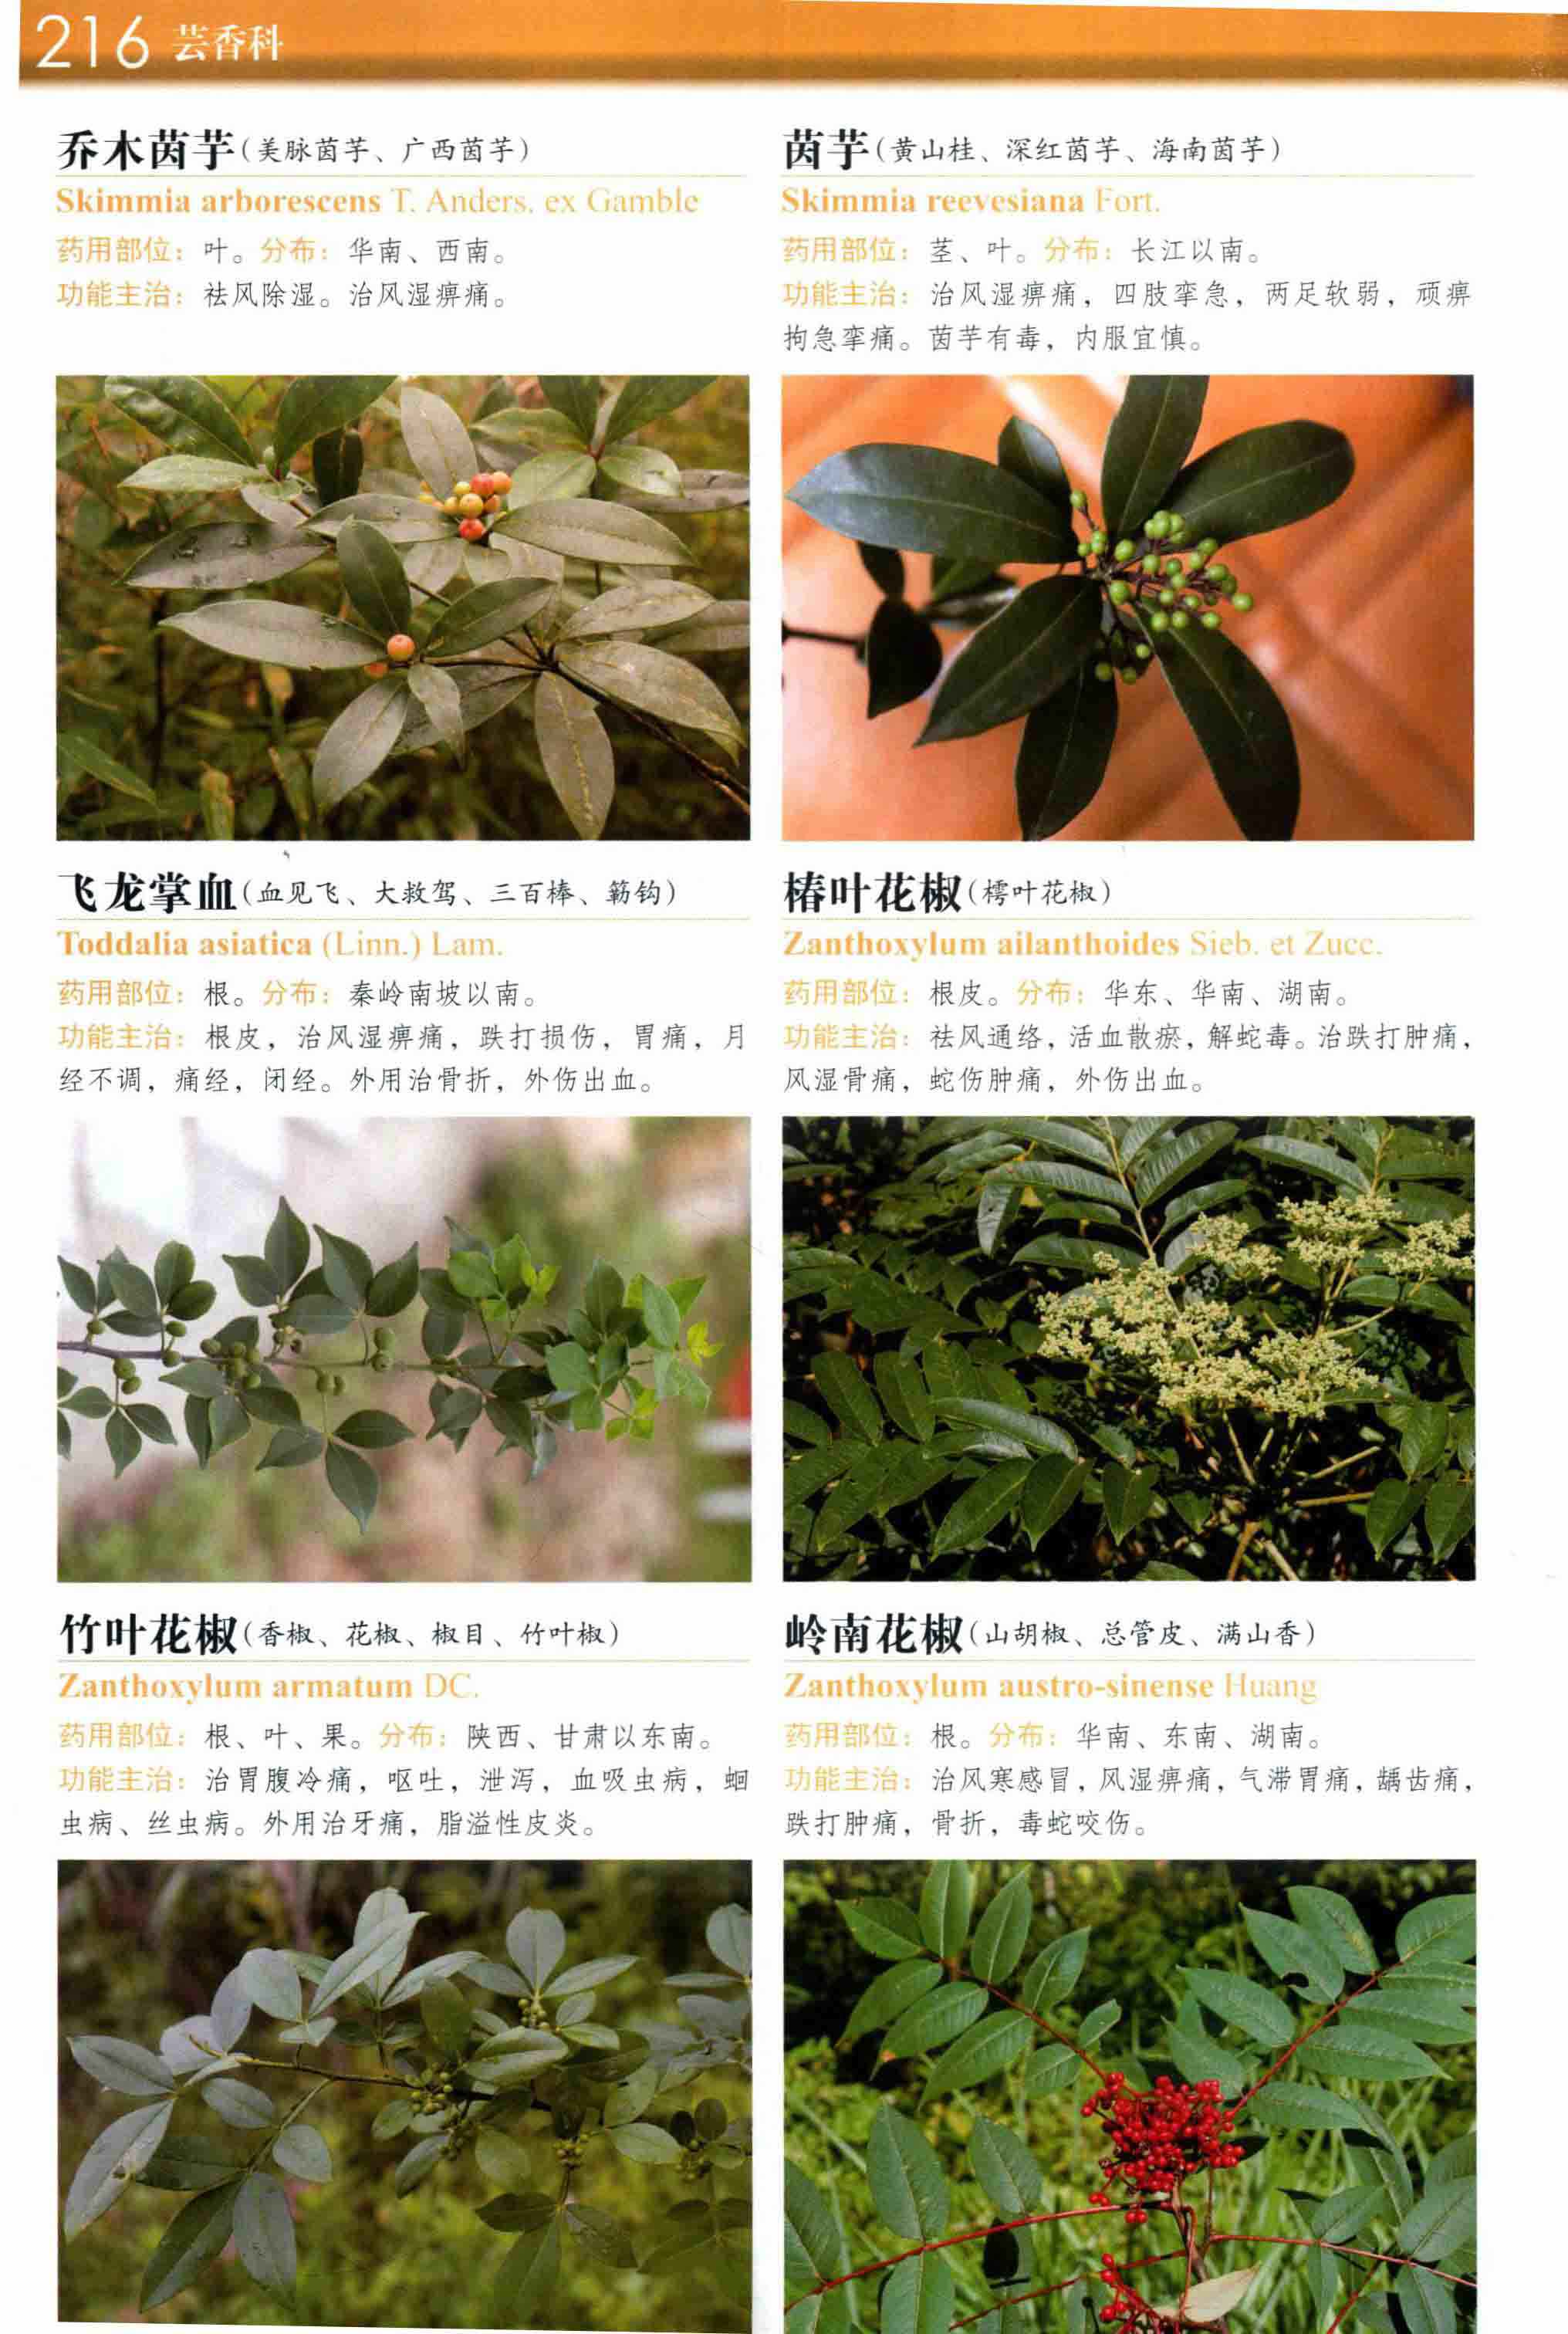 216 芸香科
乔木茵芋(美脉茵芋、广西茵芋)
Skimmia arborescens T. Anders. ex Gamble
药用部位：叶。分布：华南、西南。
功能主治：祛风除湿。治风湿痹痛。
茵芋(黄山桂、深红茵芋、海南茵芋)
Skimmia reevesiana Fort.
药用部位：茎、叶。分布：长江以南。
功能主治：治风湿痹痛，四肢挛急，两足软弱，顽痹
拘急挛痛。茵芋有毒，内服宜慎。
飞龙掌血(血见飞、大救驾、三百棒、簕钩)
Toddalia asiatica (Linn.) Lam.
药用部位：根。分布：秦岭南坡以南。
功能主治：根皮，治风湿痹痛，跌打损伤，胃痛，月
经不调，痛经，闭经。外用治骨折，外伤出血。
椿叶花椒(樗叶花椒)
Zanthoxylum ailanthoides Sieb. et Zucc.
药用部位：根皮。分布：华东、华南、湖南。
功能主治：祛风通络，活血散瘀，解蛇毒。治跌打肿痛，
风湿骨痛，蛇伤肿痛，外伤出血。
竹叶花椒(香椒、花椒、椒目、竹叶椒)
Zanthoxylum armatum DC.
药用部位：根、叶、果。分布：陕西、甘肃以东南。
功能主治：治胃腹冷痛，呕吐，泄泻，血吸虫病，蛔
虫病、丝虫病。外用治牙痛，脂溢性皮炎。
岭南花椒(山胡椒、总管皮、满山香)
Zanthoxylum austro-sinense Huang
药用部位：根。分布：华南、东南、湖南。
功能主治：治风寒感冒，风湿痹痛，气滞胃痛，龋齿痛，
跌打肿痛，骨折，毒蛇咬伤。